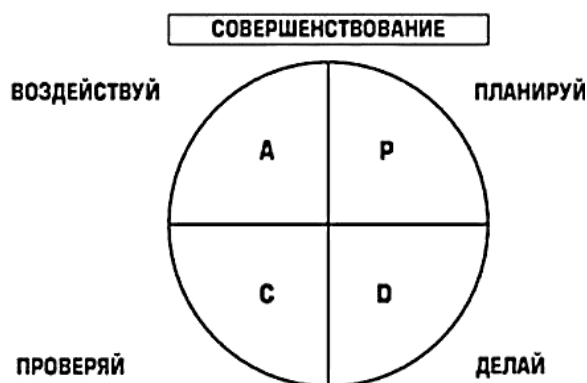 СОВЕРШЕНСТВОВАНИЕ
ВОЗДЕЙСТВУЙ
ПЛАНИРУЙ
A
P
C
D
ПРОВЕРЯЙ
ДЕЛАЙ